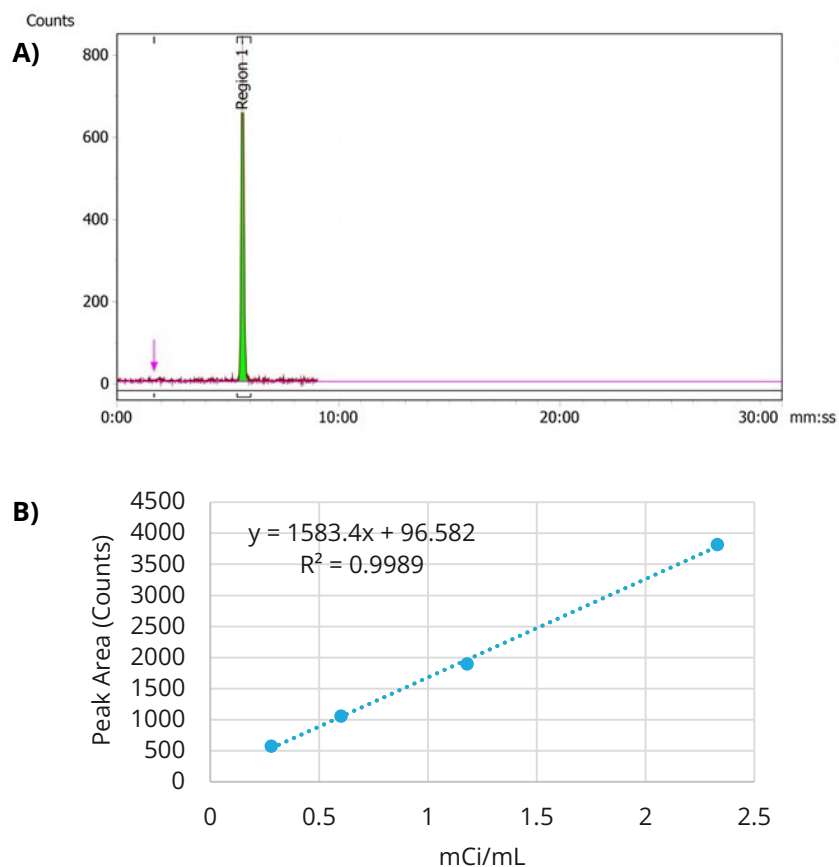 Counts
A)
800
600
400
200
0
Region 1
0:00 10:00 20:00 30:00 mm:ss
B)
Peak Area (Counts)
4500
4000
3500
3000
2500
2000
1500
1000
500
0
y = 1583.4x + 96.582
R² = 0.9989
0 0.5 1 1.5 2 2.5
mCi/mL